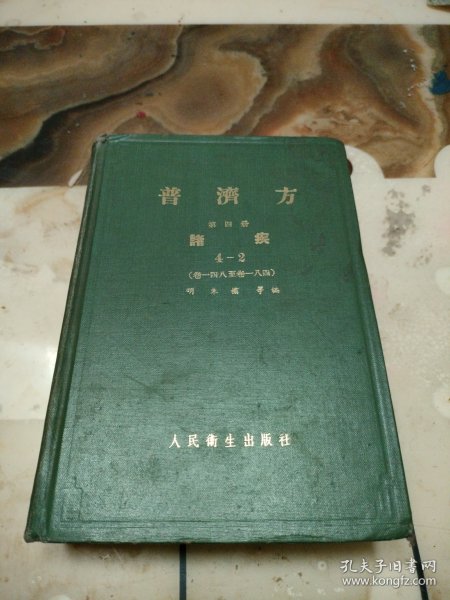 普濟方
第四册
諸疾
4-2
(卷一四八至卷一八四)
明 朱橚 等編
人民衛生出版社
孔夫子旧书网
www.kongfz.com